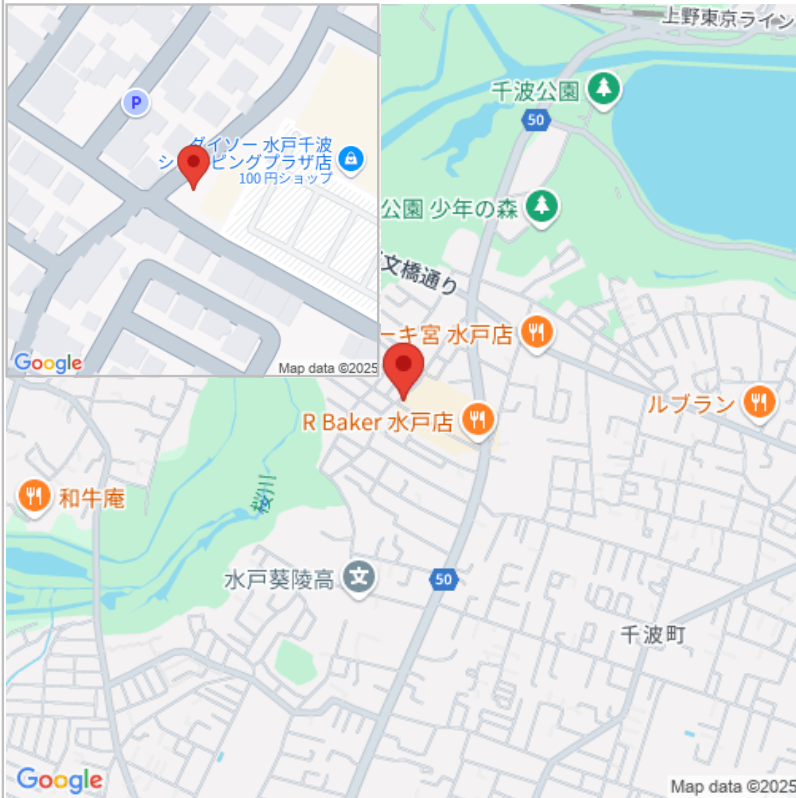 P
ダイソー 水戸千波
ショッピングプラザ店
100 円ショップ
Google
Map data ©2025
上野東京ライン
千波公園
50
公園 少年の森
文橋通り
ーキ宮 水戸店
ルブラン
R Baker 水戸店
和牛庵
桜川
水戸葵陵高
文
50
千波町
Google
Map data ©2025